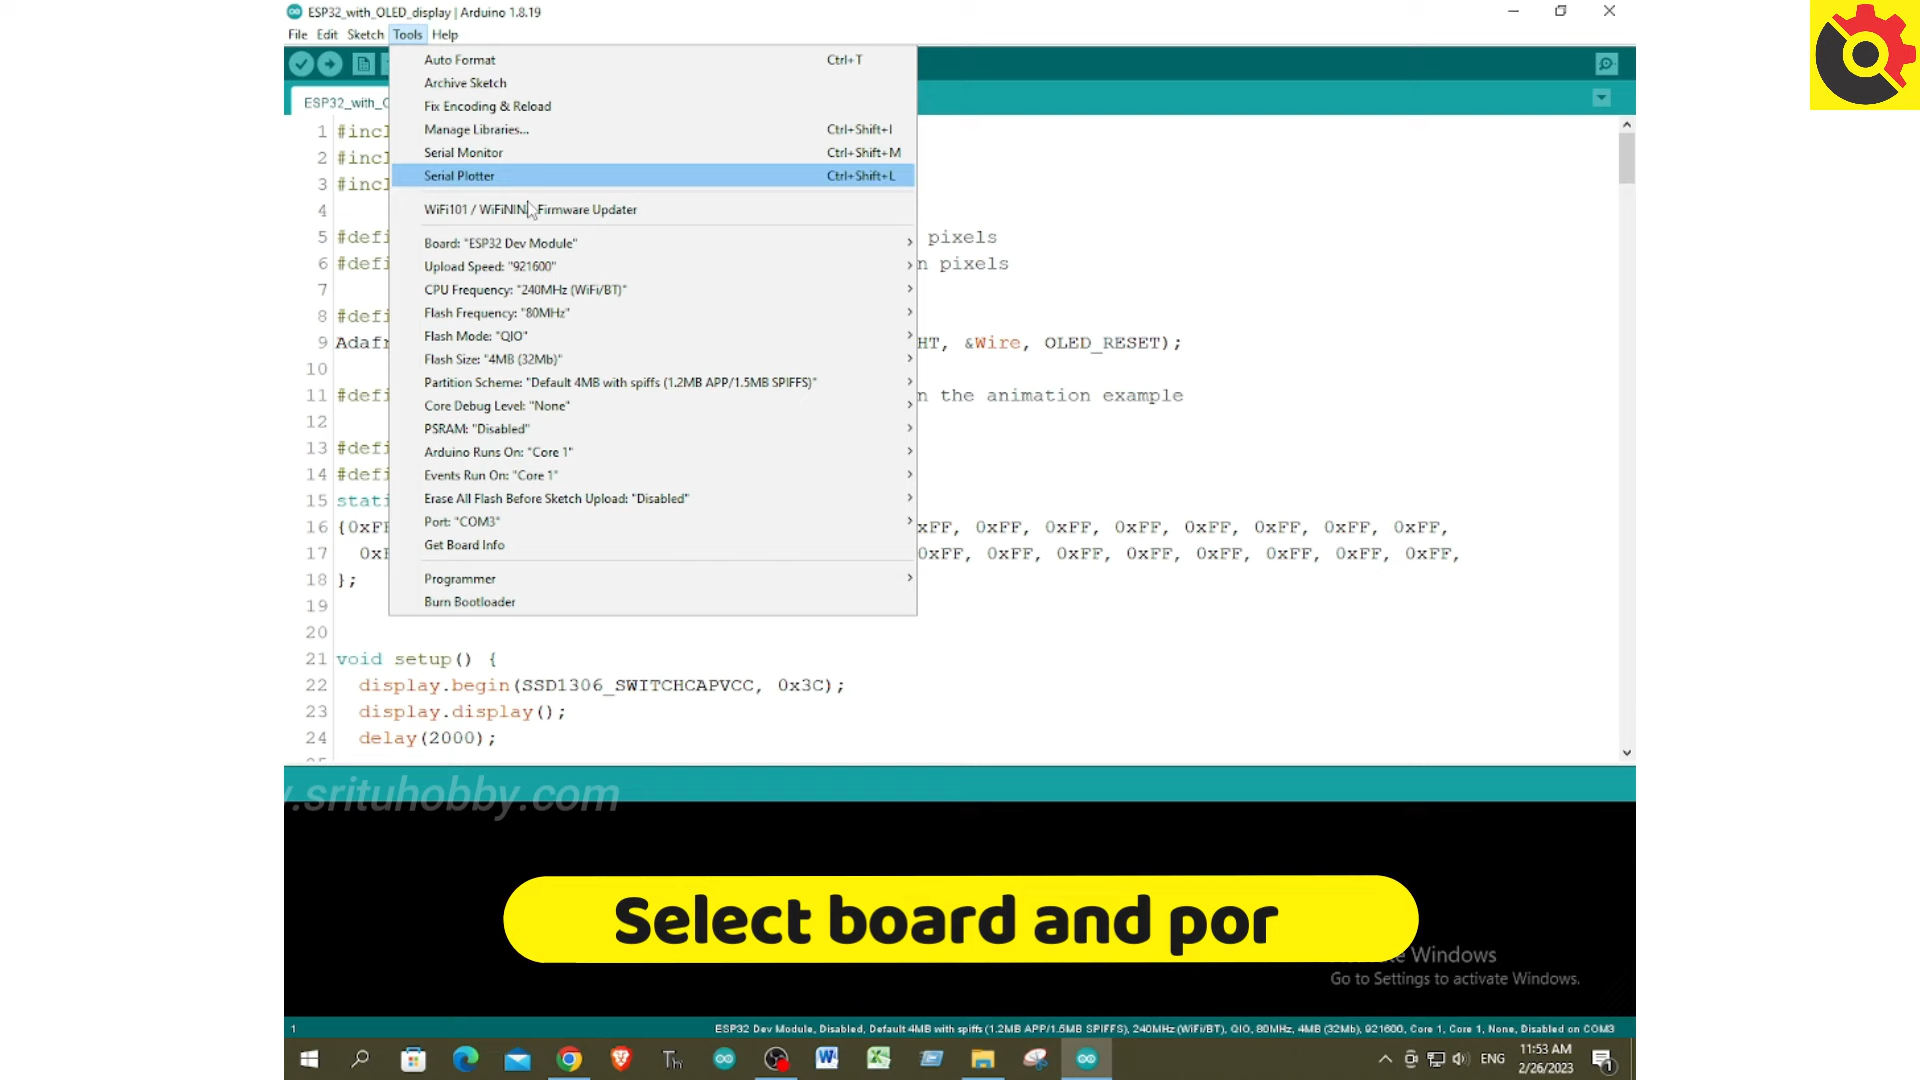 ESP32_with_OLED_display | Arduino 1.8.19
File Edit Sketch Tools Help
Auto Format Ctrl+T
Archive Sketch
Fix Encoding & Reload
Manage Libraries... Ctrl+Shift+I
Serial Monitor Ctrl+Shift+M
Serial Plotter Ctrl+Shift+L
WiFi101 / WiFiNIN Firmware Updater
Board: "ESP32 Dev Module"
Upload Speed: "921600"
CPU Frequency: "240MHz (WiFi/BT)"
Flash Frequency: "80MHz"
Flash Mode: "QIO"
Flash Size: "4MB (32Mb)"
Partition Scheme: "Default 4MB with spiffs (1.2MB APP/1.5MB SPIFFS)"
Core Debug Level: "None"
PSRAM: "Disabled"
Arduino Runs On: "Core 1"
Events Run On: "Core 1"
Erase All Flash Before Sketch Upload: "Disabled"
Port: "COM3"
Get Board Info
Programmer
Burn Bootloader
ESP32_with_O
1 #incl
2 #incl
3 #incl
4
5 #defi pixels
6 #defi n pixels
7
8 #defi
9 Adafr HT, &Wire, OLED_RESET);
10
11 #defi n the animation example
12
13 #defi
14 #defi
15 stati
16 {0xFF xFF, 0xFF, 0xFF, 0xFF, 0xFF, 0xFF, 0xFF, 0xFF,
17 0xF 0xFF, 0xFF, 0xFF, 0xFF, 0xFF, 0xFF, 0xFF, 0xFF,
18 };
19
20
21 void setup() {
22 display.begin(SSD1306_SWITCHCAPVCC, 0x3C);
23 display.display();
24 delay(2000);
.srituhobby.com
Select board and por
e Windows
Go to Settings to activate Windows.
1 ESP32 Dev Module, Disabled, Default 4MB with spiffs (1.2MB APP/1.5MB SPIFFS), 240MHz (WiFi/BT), QIO, 80MHz, 4MB (32Mb), 921600, Core 1, Core 1, None, Disabled on COM3
Th
ENG
11:53 AM
2/26/2023
1